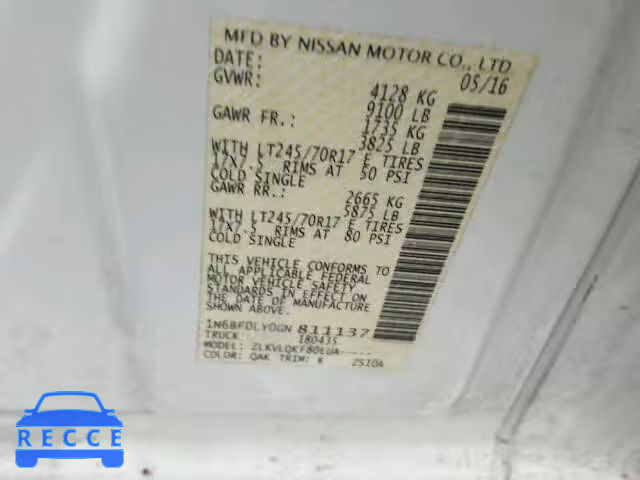 MFD BY NISSAN MOTOR CO., LTD
DATE: 05/16
GVWR: 4128 KG
9100 LB
GAWR FR.: 1735 KG
3825 LB
WITH LT245/70R17 E TIRES
17X7.5 RIMS AT 50 PSI
COLD SINGLE
GAWR RR.: 2665 KG
5875 LB
WITH LT245/70R17 E TIRES
17X7.5 RIMS AT 80 PSI
COLD SINGLE
THIS VEHICLE CONFORMS TO
ALL APPLICABLE FEDERAL
MOTOR VEHICLE SAFETY
STANDARDS IN EFFECT ON
THE DATE OF MANUFACTURE
SHOWN ABOVE.
1N6BF0LY0GN 811137
TRUCK 180435
MODEL: ZLKVLQKF80EUA
COLOR: QAK TRIM: K 2510A
RECCE